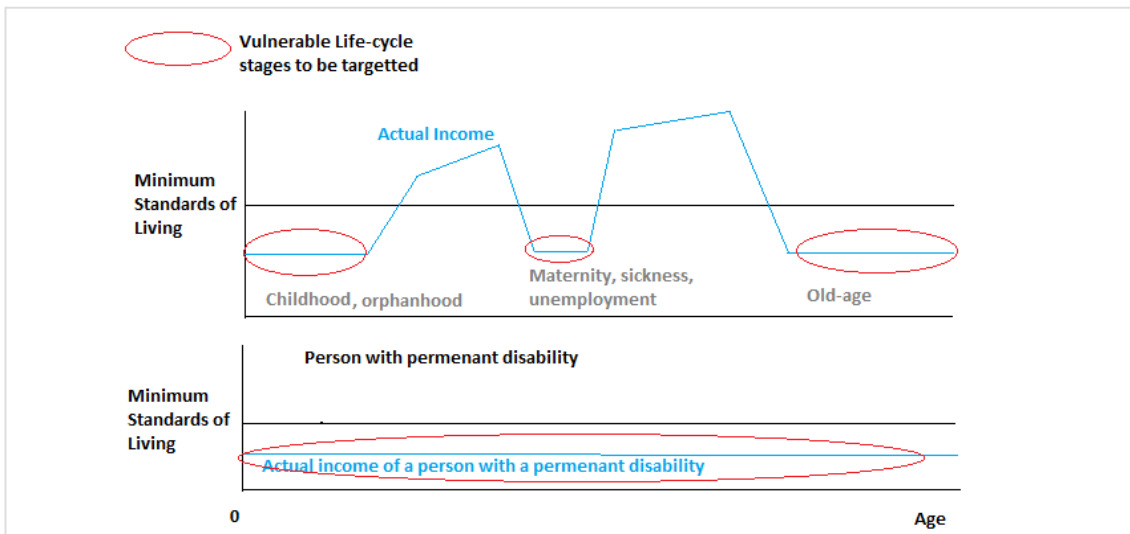 Vulnerable Life-cycle
stages to be targetted
Actual Income
Minimum
Standards of
Living
Childhood, orphanhood
Maternity, sickness,
unemployment
Old-age
Person with permenant disability
Minimum
Standards of
Living
Actual income of a person with a permenant disability
0
Age